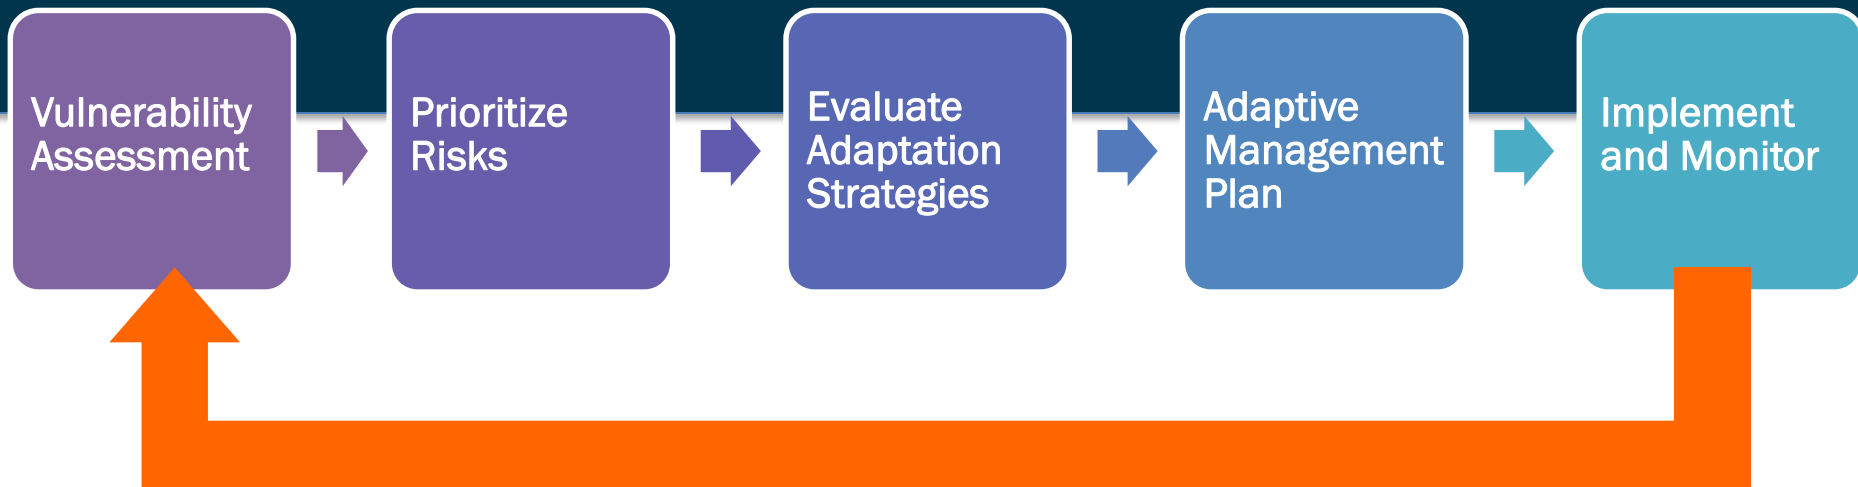 Vulnerability
Assessment
Prioritize
Risks
Evaluate
Adaptation
Strategies
Adaptive
Management
Plan
Implement
and Monitor